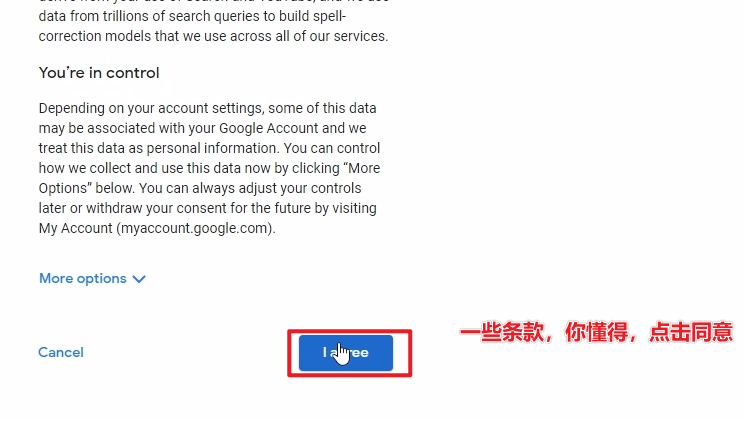 data from trillions of search queries to build spell-
correction models that we use across all of our services.
You're in control
Depending on your account settings, some of this data
may be associated with your Google Account and we
treat this data as personal information. You can control
how we collect and use this data now by clicking “More
Options” below. You can always adjust your controls
later or withdraw your consent for the future by visiting
My Account (myaccount.google.com).
More options
一些条款，你懂得，点击同意
Cancel
I agree